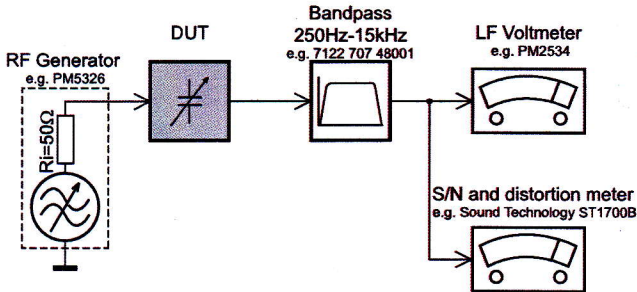 RF Generator
e.g. PM5326
Ri=50Ω
DUT
Bandpass
250Hz-15kHz
e.g. 7122 707 48001
LF Voltmeter
e.g. PM2534
S/N and distortion meter
e.g. Sound Technology ST1700B